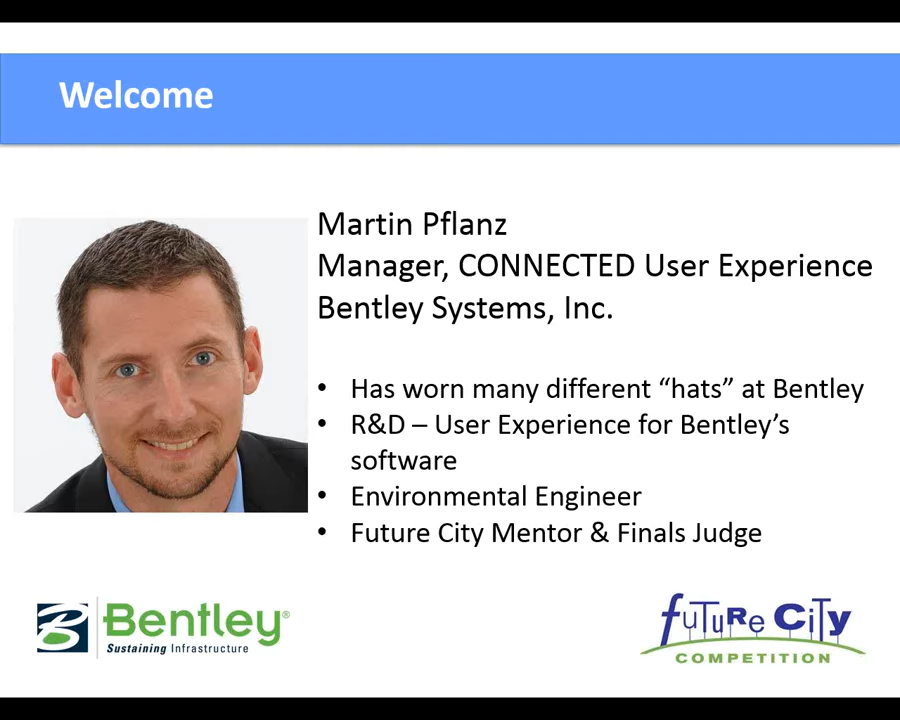 Welcome
Martin Pflanz
Manager, CONNECTED User Experience
Bentley Systems, Inc.
• Has worn many different “hats” at Bentley
• R&D – User Experience for Bentley’s
software
• Environmental Engineer
• Future City Mentor & Finals Judge
Bentley®
Sustaining Infrastructure
FuTuRe CiTy
COMPETITION